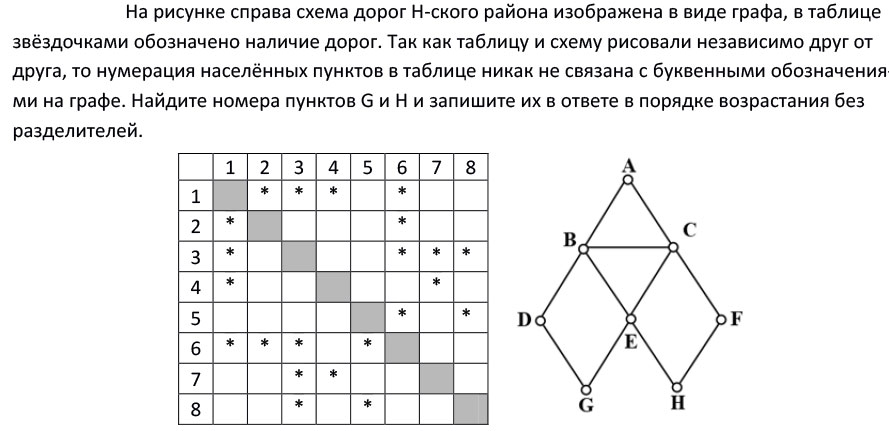 На рисунке справа схема дорог Н-ского района изображена в виде графа, в таблице
звёздочками обозначено наличие дорог. Так как таблицу и схему рисовали независимо друг от
друга, то нумерация населённых пунктов в таблице никак не связана с буквенными обозначения-
ми на графе. Найдите номера пунктов G и H и запишите их в ответе в порядке возрастания без
разделителей.
1 2 3 4 5 6 7 8
1 * * * *
2 * *
3 * * * *
4 * *
5 * *
6 * * * *
7 * *
8 * *
A
B C
D E F
G H